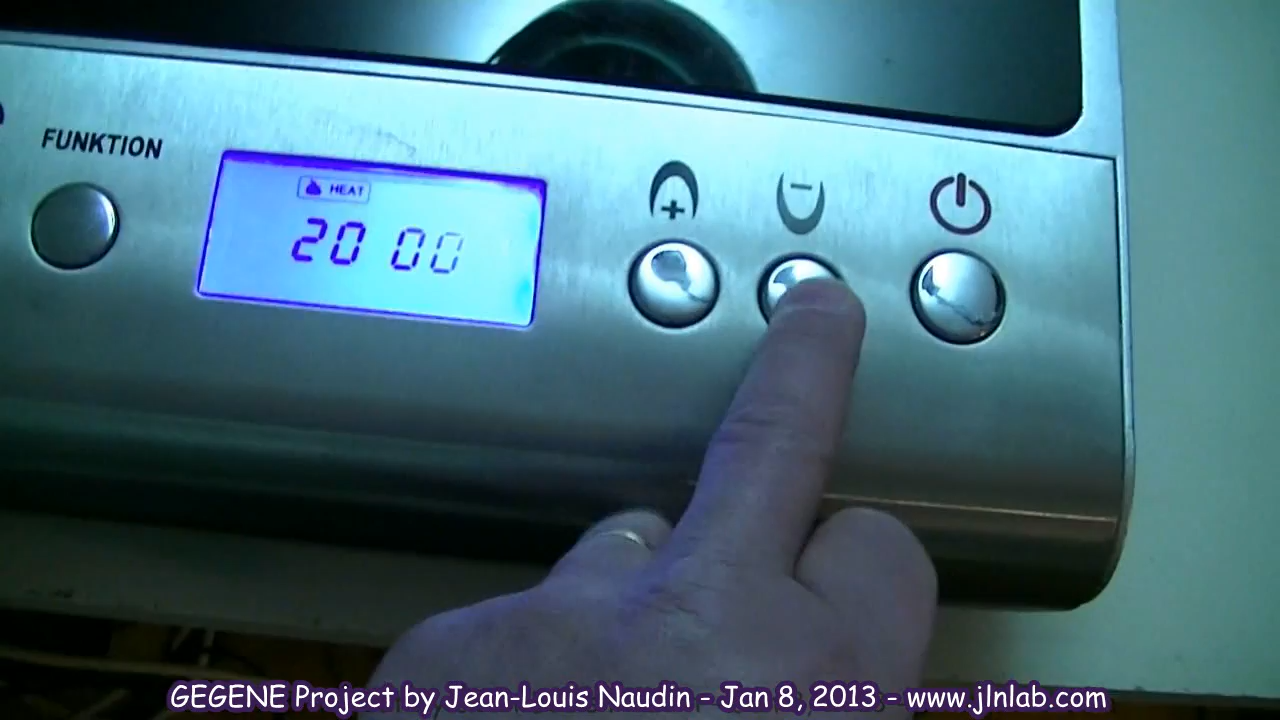 FUNKTION
HEAT
20 00
+
-
GEGENE Project by Jean-Louis Naudin - Jan 8, 2013 - www.jlnlab.com